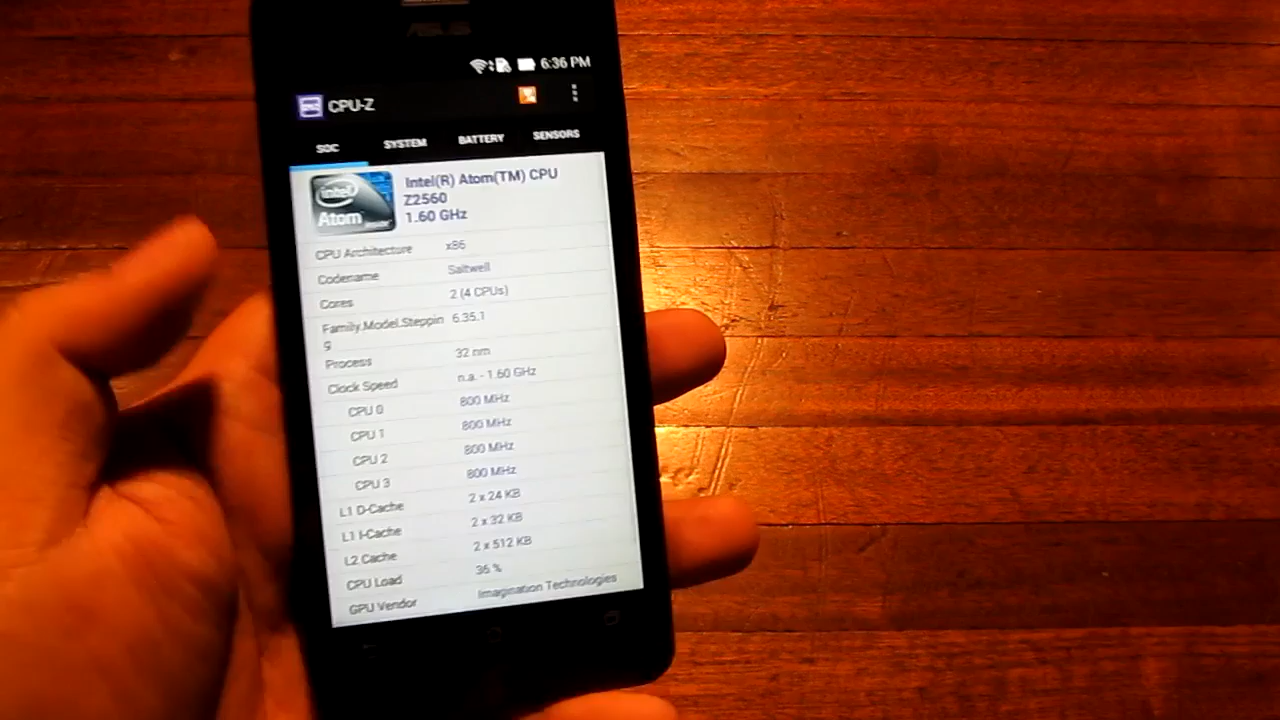 ASUS
6:36 PM
CPU-Z
SOC SYSTEM BATTERY SENSORS
intel Atom inside
Intel(R) Atom(TM) CPU
Z2560
1.60 GHz
CPU Architecture x86
Codename Saltwell
Cores 2 (4 CPUs)
Family.Model.Steppin 6.35.1
g
Process 32 nm
Clock Speed n.a. - 1.60 GHz
CPU 0 800 MHz
CPU 1 800 MHz
CPU 2 800 MHz
CPU 3 800 MHz
L1 D-Cache 2 x 24 KB
L1 I-Cache 2 x 32 KB
L2 Cache 2 x 512 KB
CPU Load 36 %
GPU Vendor Imagination Technologies